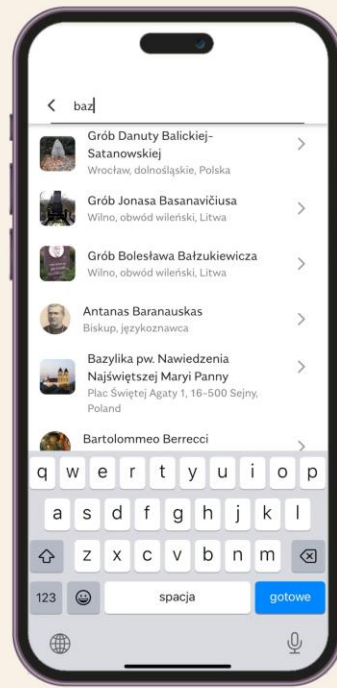 baz
Grób Danuty Balickiej-
Satanowskiej
Wrocław, dolnośląskie, Polska
Grób Jonasa Basanavičiusa
Wilno, obwód wileński, Litwa
Grób Bolesława Bałzukiewicza
Wilno, obwód wileński, Litwa
Antanas Baranauskas
Biskup, językoznawca
Bazylika pw. Nawiedzenia
Najświętszej Maryi Panny
Plac Świętej Agaty 1, 16-500 Sejny,
Poland
Bartolommeo Berrecci
q w e r t y u i o p
a s d f g h j k l
z x c v b n m
123 spacja gotowe